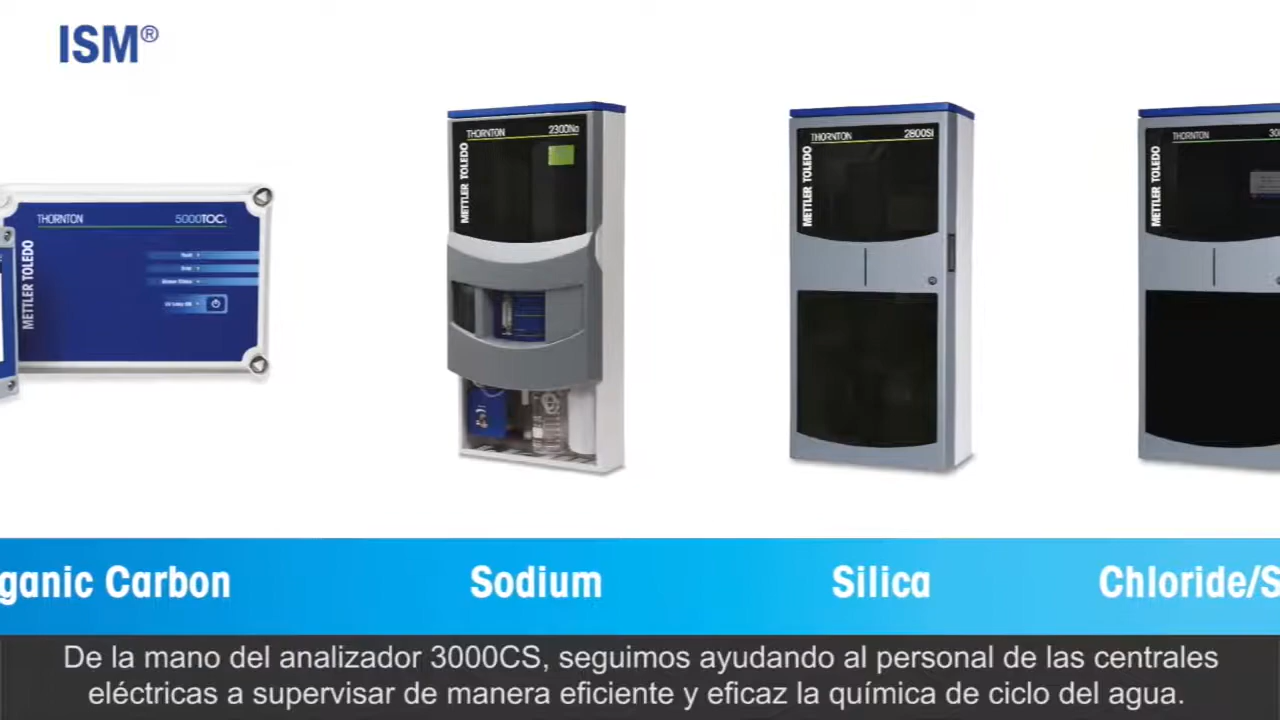 ISM®
THORNTON
5000TOCi
METTLER TOLEDO
THORNTON
2300Na
METTLER TOLEDO
THORNTON
2800Si
METTLER TOLEDO
THORNTON
METTLER TOLEDO
ganic Carbon
Sodium
Silica
Chloride/S
De la mano del analizador 3000CS, seguimos ayudando al personal de las centrales
eléctricas a supervisar de manera eficiente y eficaz la química de ciclo del agua.